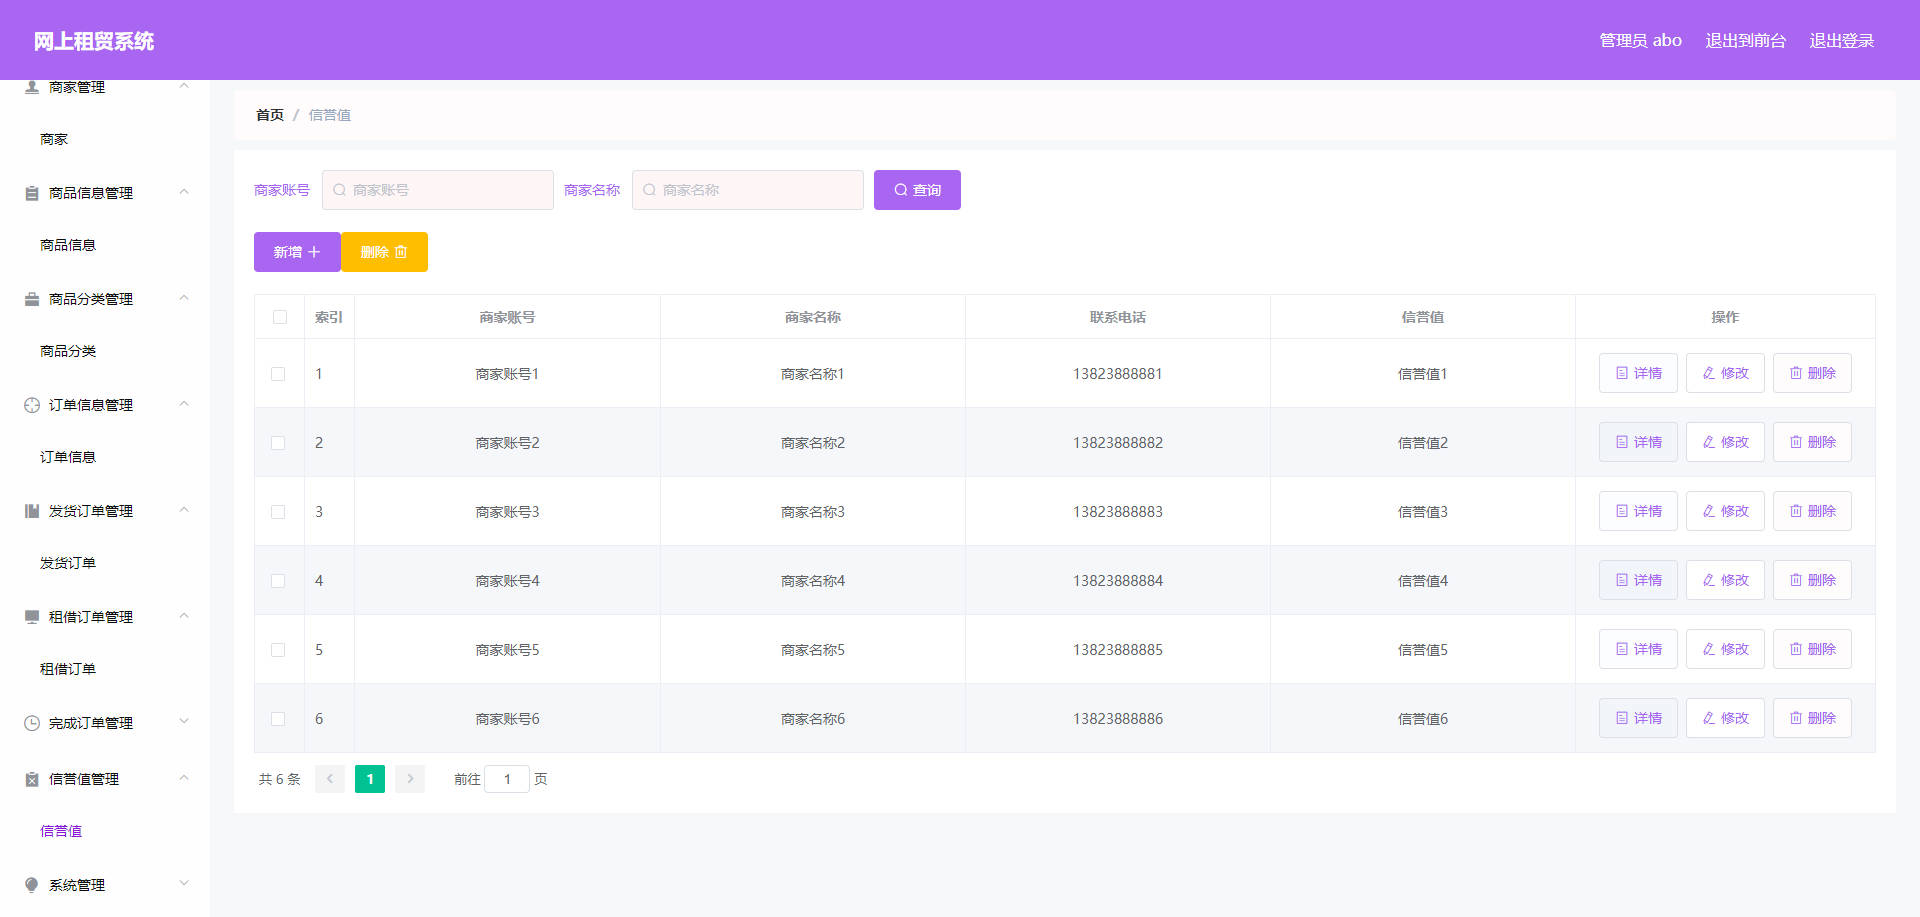 网上租贸系统
管理员 abo 退出到前台 退出登录
商家管理
商家
商品信息管理
商品信息
商品分类管理
商品分类
订单信息管理
订单信息
发货订单管理
发货订单
租借订单管理
租借订单
完成订单管理
信誉值管理
信誉值
系统管理
首页 / 信誉值
商家账号 商家账号 商家名称 商家名称 查询
新增 删除
索引 商家账号 商家名称 联系电话 信誉值 操作
1 商家账号1 商家名称1 13823888881 信誉值1 详情 修改 删除
2 商家账号2 商家名称2 13823888882 信誉值2 详情 修改 删除
3 商家账号3 商家名称3 13823888883 信誉值3 详情 修改 删除
4 商家账号4 商家名称4 13823888884 信誉值4 详情 修改 删除
5 商家账号5 商家名称5 13823888885 信誉值5 详情 修改 删除
6 商家账号6 商家名称6 13823888886 信誉值6 详情 修改 删除
共 6 条 1 前往 1 页